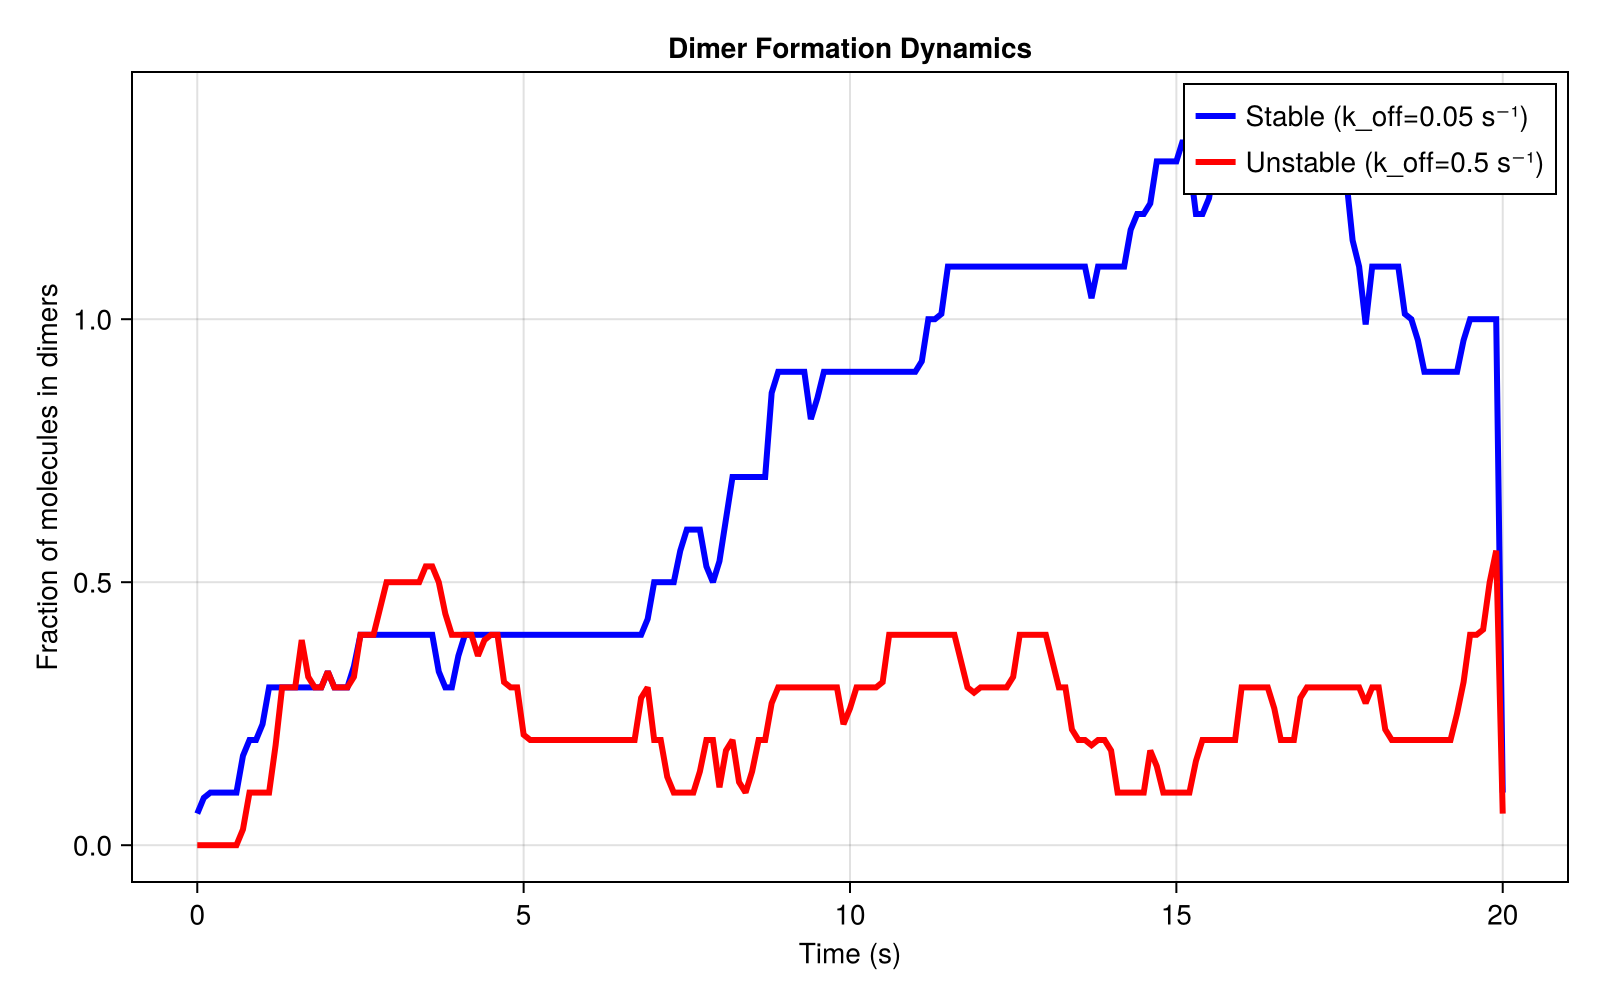 Dimer Formation Dynamics
Stable (k_off=0.05 s⁻¹)
Unstable (k_off=0.5 s⁻¹)
Fraction of molecules in dimers
1.0
0.5
0.0
0
5
10
15
20
Time (s)